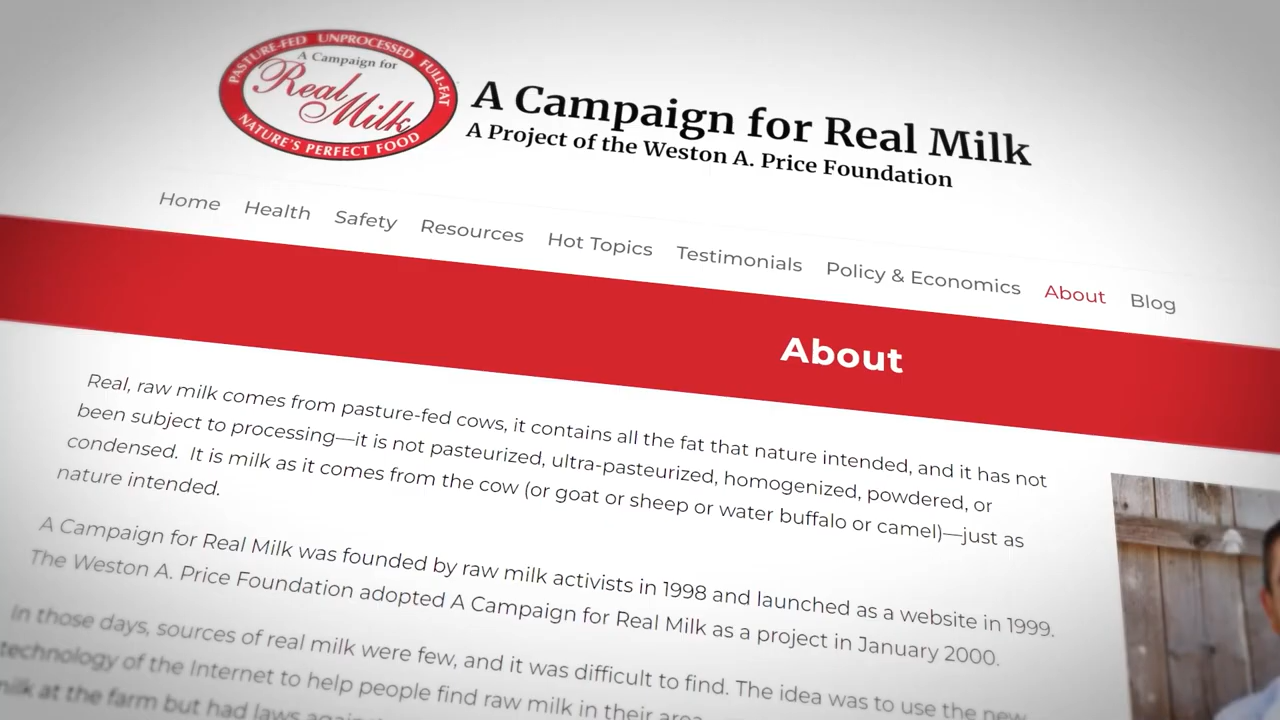 PASTURE-FED UNPROCESSED FULL-FAT
A Campaign for
Real
Milk
NATURE'S PERFECT FOOD
A Campaign for Real Milk
A Project of the Weston A. Price Foundation
Home Health Safety Resources Hot Topics Testimonials Policy & Economics About Blog
About
Real, raw milk comes from pasture-fed cows, it contains all the fat that nature intended, and it has not
been subject to processing—it is not pasteurized, ultra-pasteurized, homogenized, powdered, or
condensed. It is milk as it comes from the cow (or goat or sheep or water buffalo or camel)—just as
nature intended.
A Campaign for Real Milk was founded by raw milk activists in 1998 and launched as a website in 1999.
The Weston A. Price Foundation adopted A Campaign for Real Milk as a project in January 2000.
In those days, sources of real milk were few, and it was difficult to find. The idea was to use the new
technology of the Internet to help people find raw milk in their area
milk at the farm but had laws